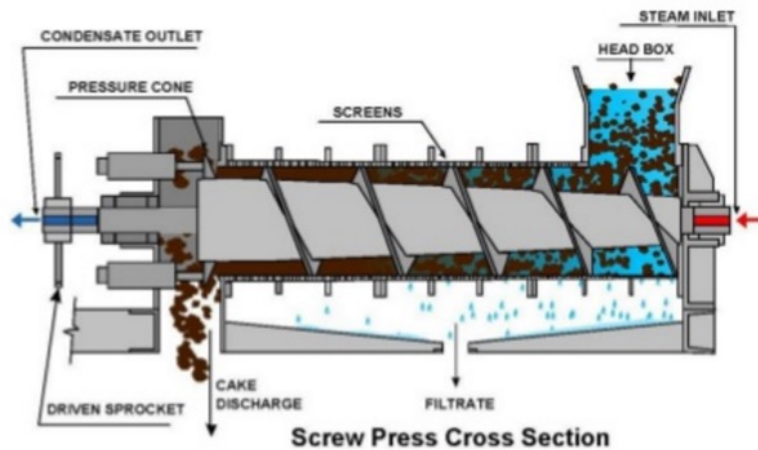 STEAM INLET
CONDENSATE OUTLET
HEAD BOX
PRESSURE CONE
SCREENS
CAKE
DISCHARGE
DRIVEN SPROCKET
FILTRATE
Screw Press Cross Section